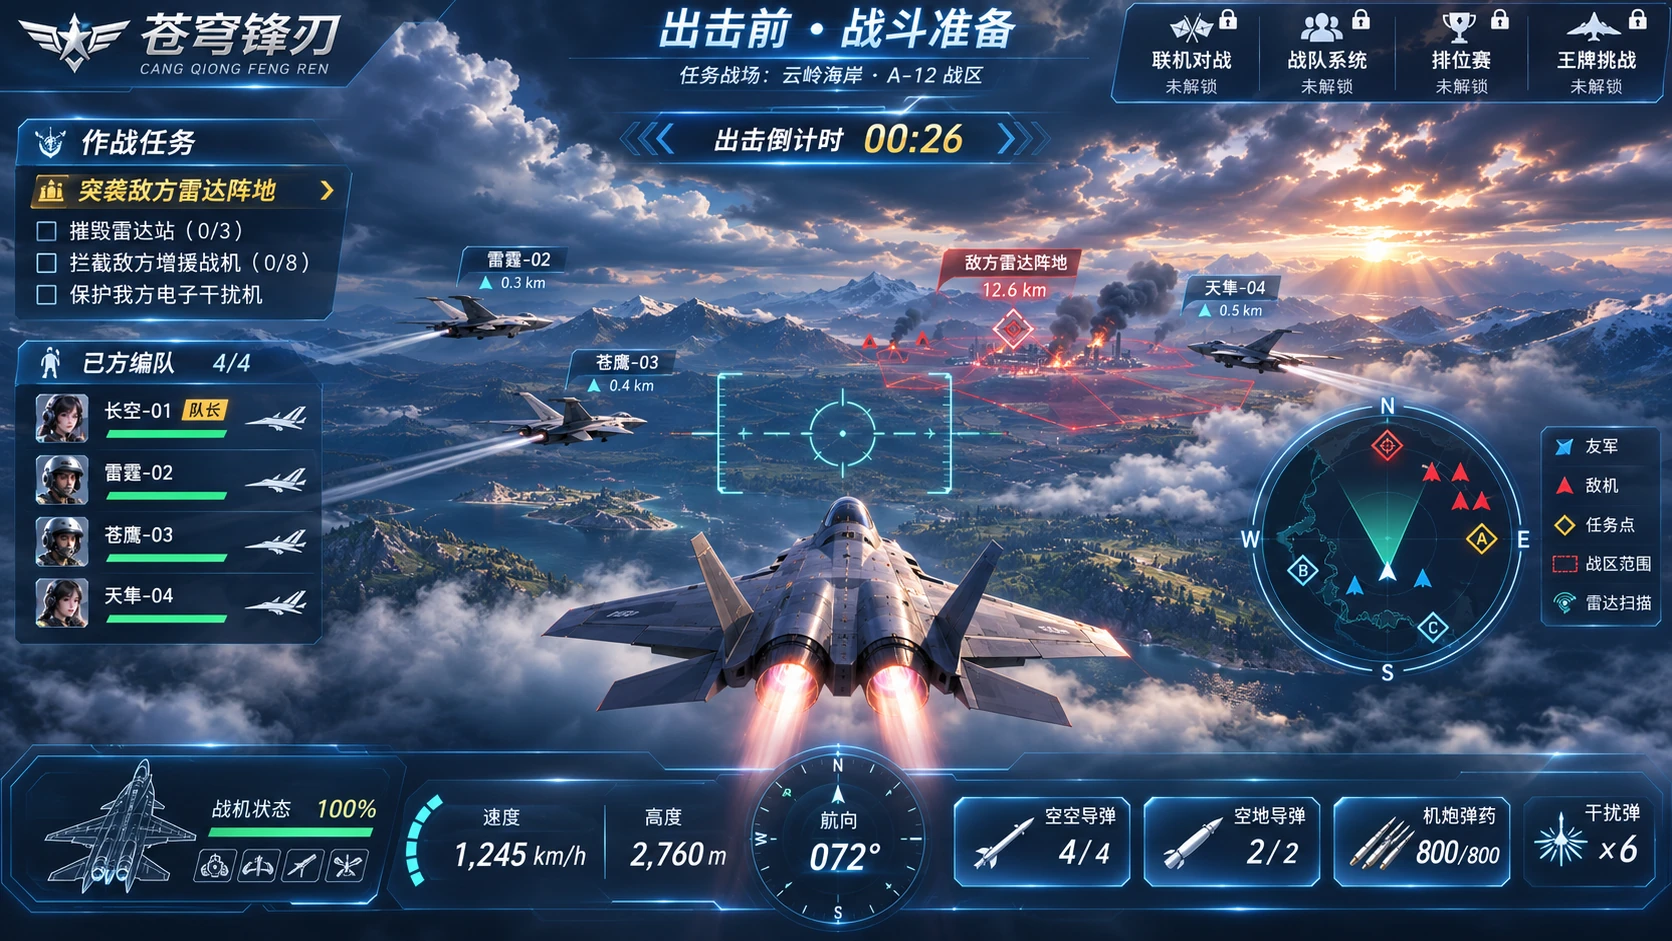 苍穹锋刃
CANG QIONG FENG REN
出击前·战斗准备
任务战场：云岭海岸·A-12 战区
出击倒计时 00:26
联机对战
未解锁
战队系统
未解锁
排位赛
未解锁
王牌挑战
未解锁
作战任务
突袭敌方雷达阵地
摧毁雷达站（0/3）
拦截敌方增援战机（0/8）
保护我方电子干扰机
己方编队 4/4
长空-01 队长
雷霆-02
苍鹰-03
天隼-04
雷霆-02
0.3 km
苍鹰-03
0.4 km
敌方雷达阵地
12.6 km
天隼-04
0.5 km
N
W
E
S
A
B
C
友军
敌机
任务点
战区范围
雷达扫描
战机状态 100%
速度
1,245 km/h
高度
2,760 m
N
W
S
航向
072°
空空导弹
4/4
空地导弹
2/2
机炮弹药
800/800
干扰弹
×6